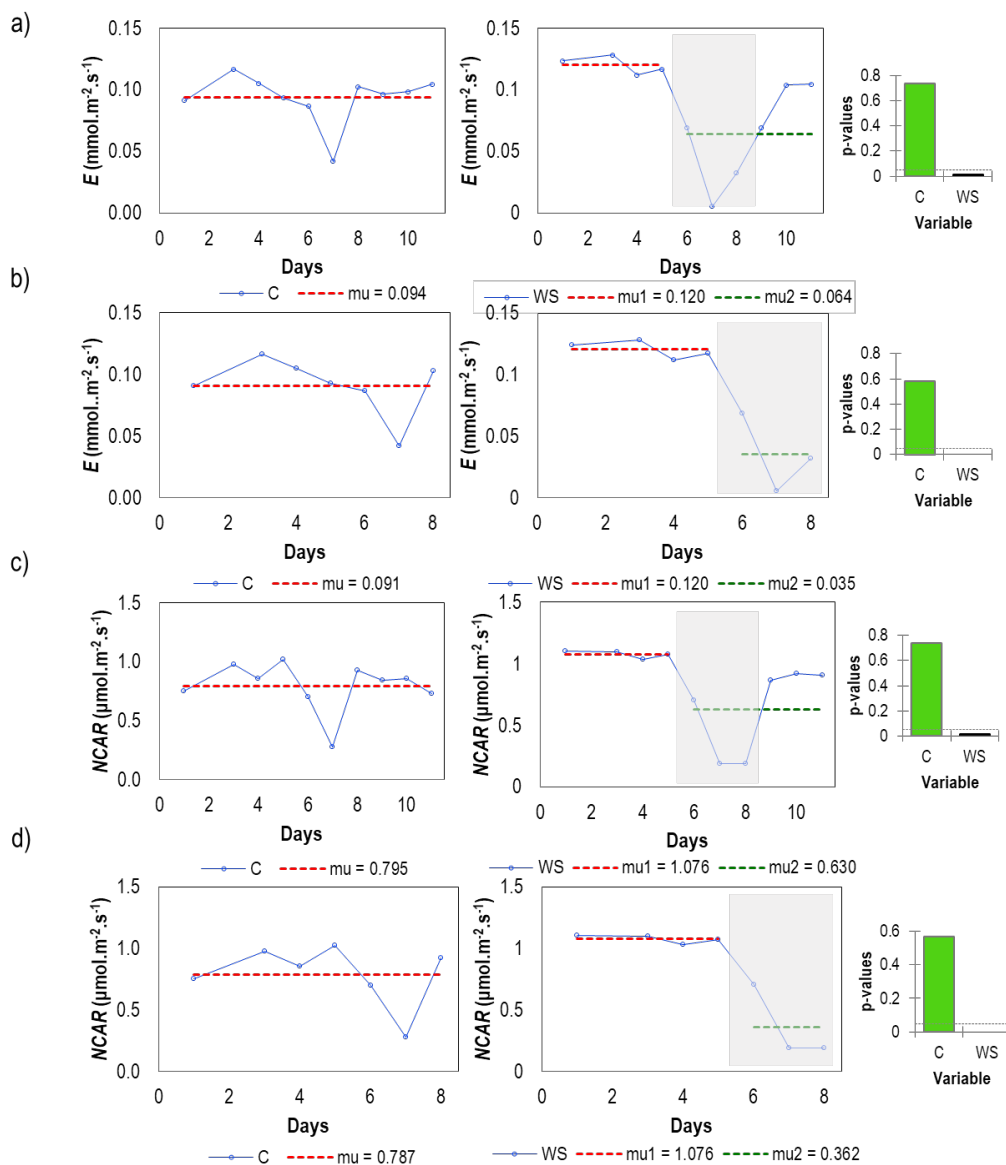 a)
E (mmol.m⁻².s⁻¹)
0.15
0.10
0.05
0.00
0 2 4 6 8 10
Days
C mu = 0.094
E (mmol.m⁻².s⁻¹)
0.15
0.10
0.05
0
0 2 4 6 8 10
Days
WS mu1 = 0.120 mu2 = 0.064
p-values
0.8
0.6
0.4
0.2
0
C WS
Variable
b)
E (mmol..m⁻².s⁻¹)
0.15
0.10
0.05
0.00
0 2 4 6 8
Days
C mu = 0.091
E (mmol.m⁻².s⁻¹)
0.15
0.10
0.05
0
0 2 4 6 8
Days
WS mu1 = 0.120 mu2 = 0.035
p-values
0.8
0.6
0.4
0.2
0
C WS
Variable
c)
NCAR (µmol.m⁻².s⁻¹)
1.5
1.0
0.5
0.0
0 2 4 6 8 10
Days
C mu = 0.795
NCAR (µmol.m⁻².s⁻¹)
1.5
1
0.5
0
0 2 4 6 8 10
Days
WS mu1 = 1.076 mu2 = 0.630
p-values
0.8
0.6
0.4
0.2
0
C WS
Variable
d)
NCAR (µmol.m⁻².s⁻¹)
1.5
1.0
0.5
0.0
0 2 4 6 8
Days
C mu = 0.787
NCAR (µmol.m⁻².s⁻¹)
1.5
1
0.5
0
0 2 4 6 8
Days
WS mu1 = 1.076 mu2 = 0.362
p-values
0.6
0.4
0.2
0
C WS
Variable